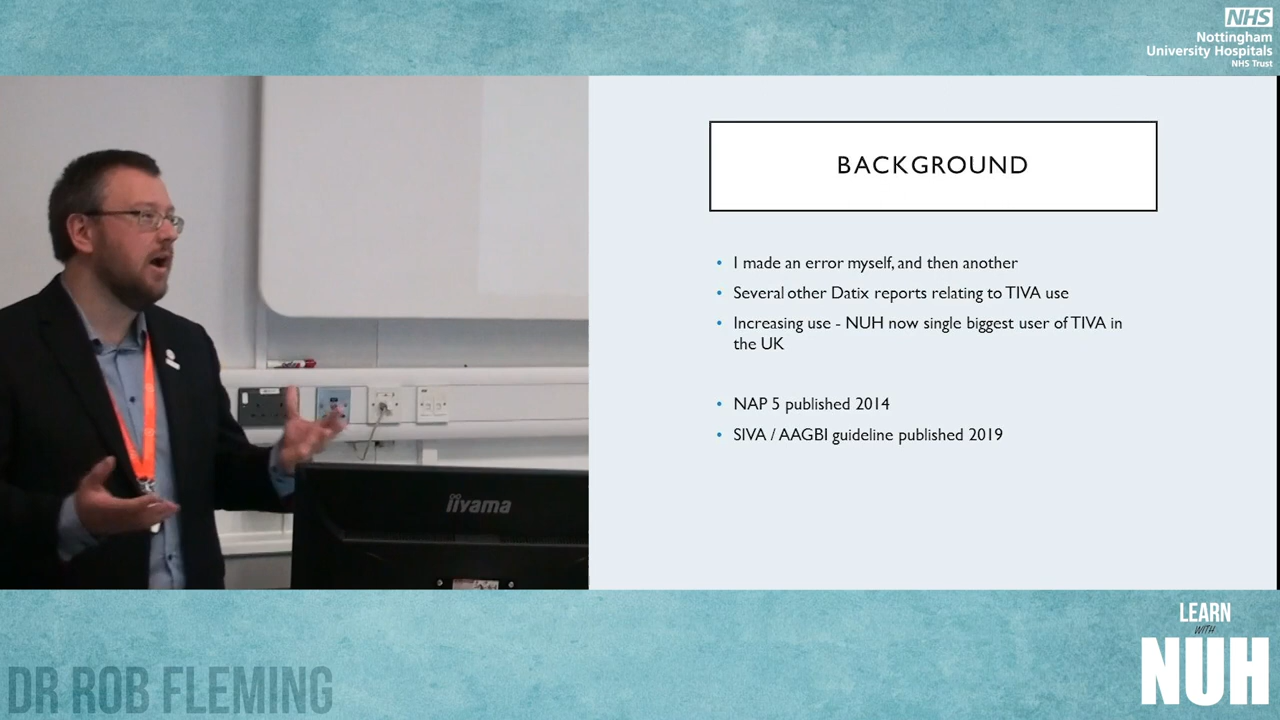 NHS
Nottingham
University Hospitals
NHS Trust
BACKGROUND
• I made an error myself, and then another
• Several other Datix reports relating to TIVA use
• Increasing use - NUH now single biggest user of TIVA in
the UK
• NAP 5 published 2014
• SIVA / AAGBI guideline published 2019
iiyama
DR ROB FLEMING
LEARN
WITH
NUH